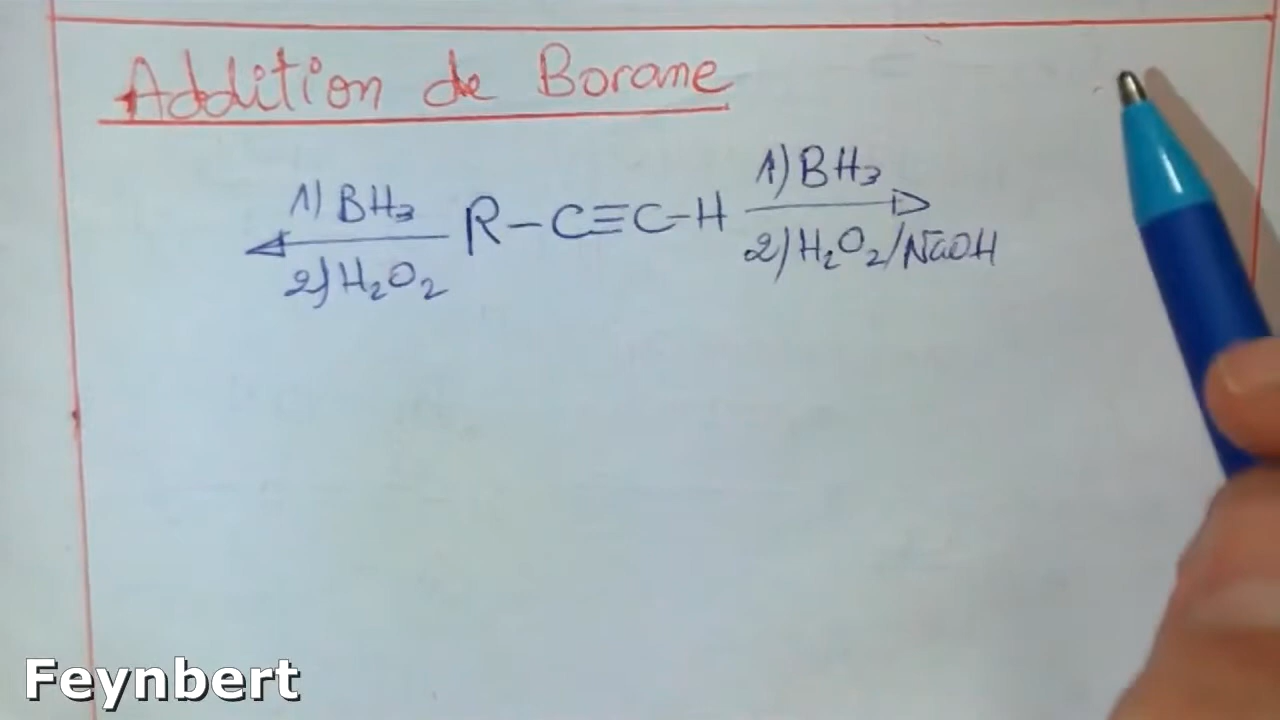 Addition de Borane
1) BH₃ R-C≡C-H 1) BH₃
2) H₂O₂ 2) H₂O₂/NaOH
Feynbert